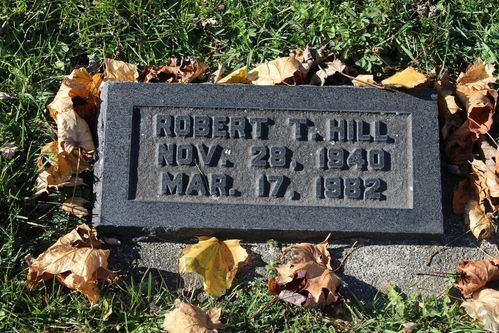 ROBERT T. HILL
NOV. 28, 1940
MAR. 17, 1982